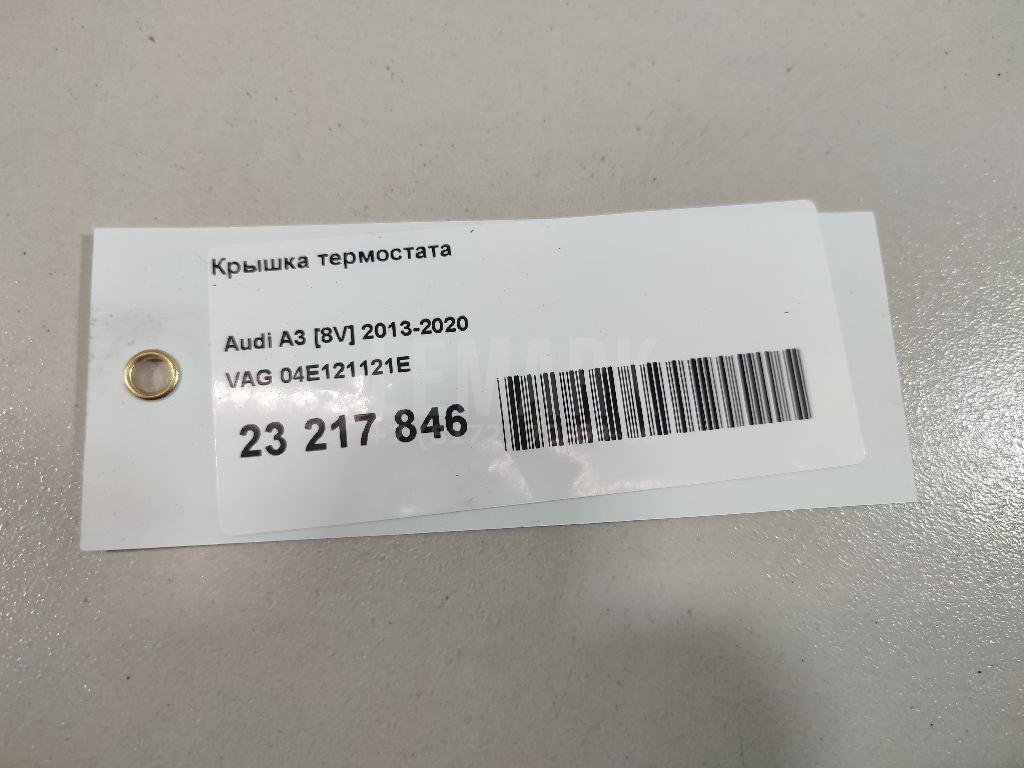 Крышка термостата
Audi A3 [8V] 2013-2020
VAG 04E121121E
23 217 846